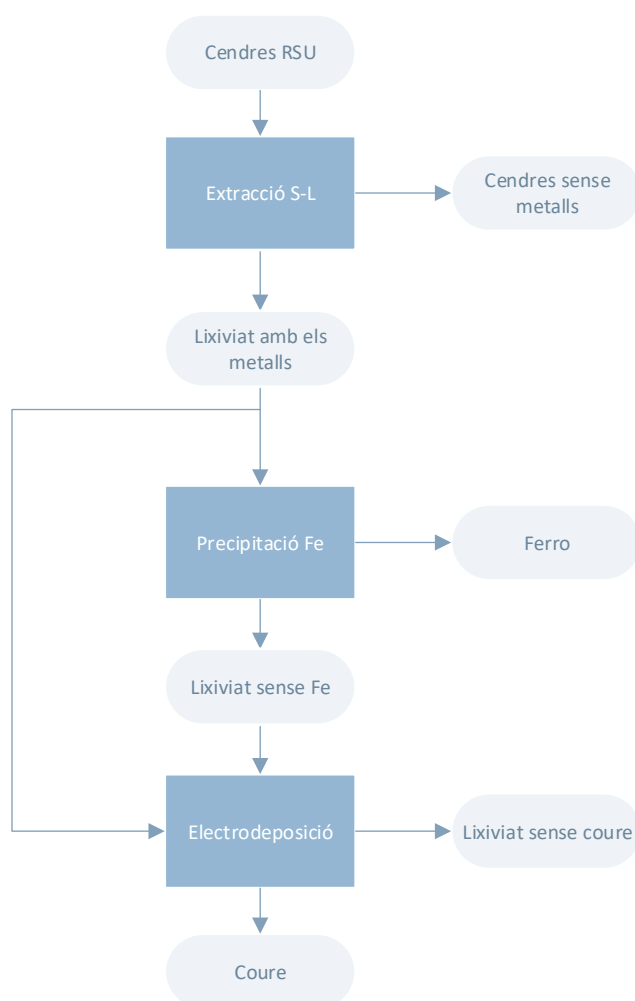 Cendres RSU
Extracció S-L
Cendres sense
metalls
Lixiviat amb els
metalls
Precipitació Fe
Ferro
Lixiviat sense Fe
Electrodeposició
Lixiviat sense coure
Coure